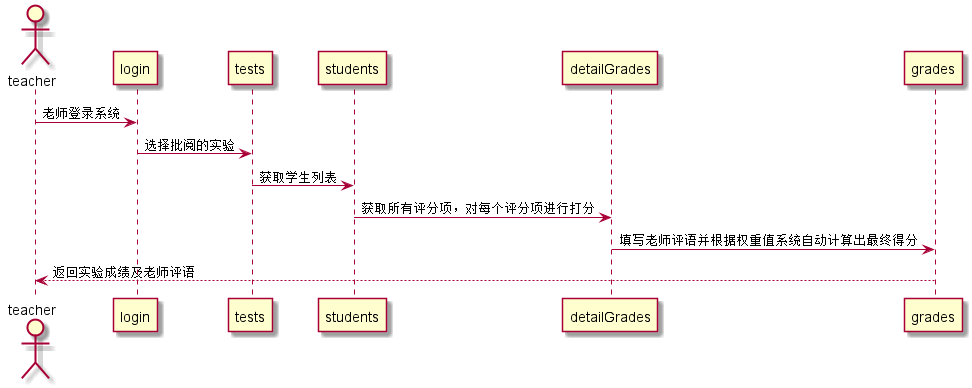 teacher
login
tests
students
detailGrades
grades
老师登录系统
选择批阅的实验
获取学生列表
获取所有评分项，对每个评分项进行打分
填写老师评语并根据权重值系统自动计算出最终得分
返回实验成绩及老师评语
teacher
login
tests
students
detailGrades
grades